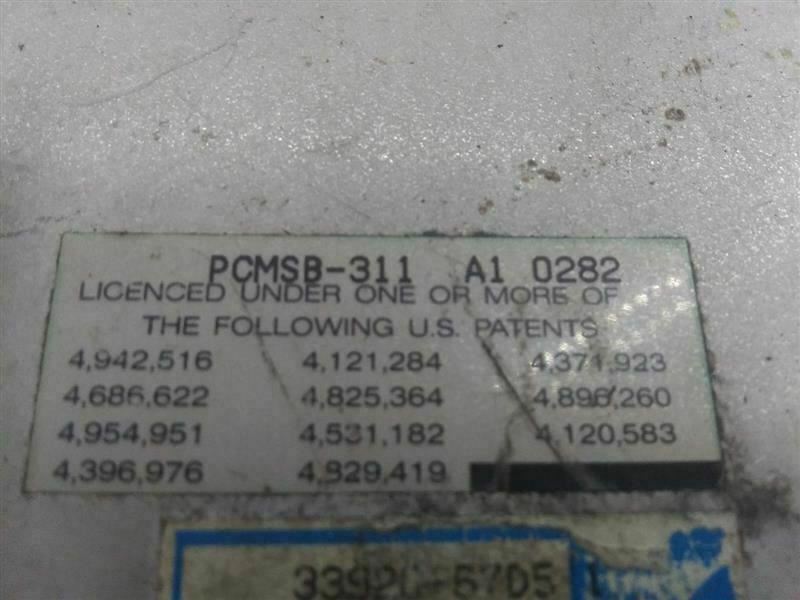 PCMSB-311 A1 0282
LICENCED UNDER ONE OR MORE OF
THE FOLLOWING U.S. PATENTS
4,942,516 4,121,284 4,371,923
4,686,622 4,825,364 4,896,260
4,954,951 4,531,182 4,120,583
4,396,976 4,829,419